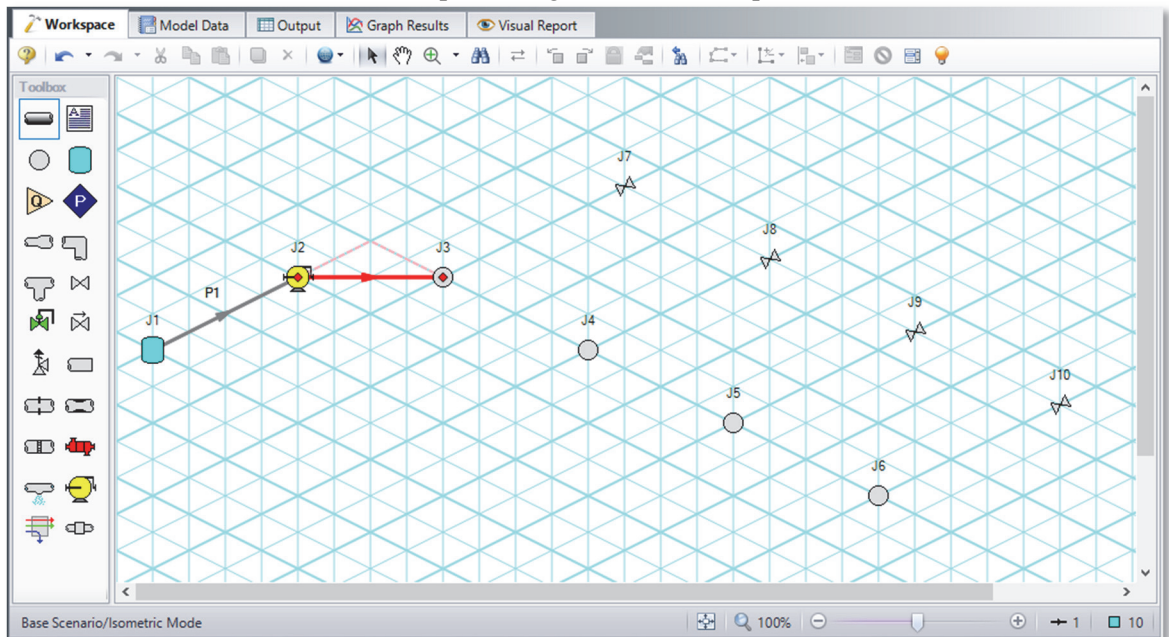 Workspace Model Data Output Graph Results Visual Report
Toolbox
J7
J8
J2 J3
P1
J9
J1 J4
J10
J5
J6
Q P
Base Scenario/Isometric Mode 100% 1 10